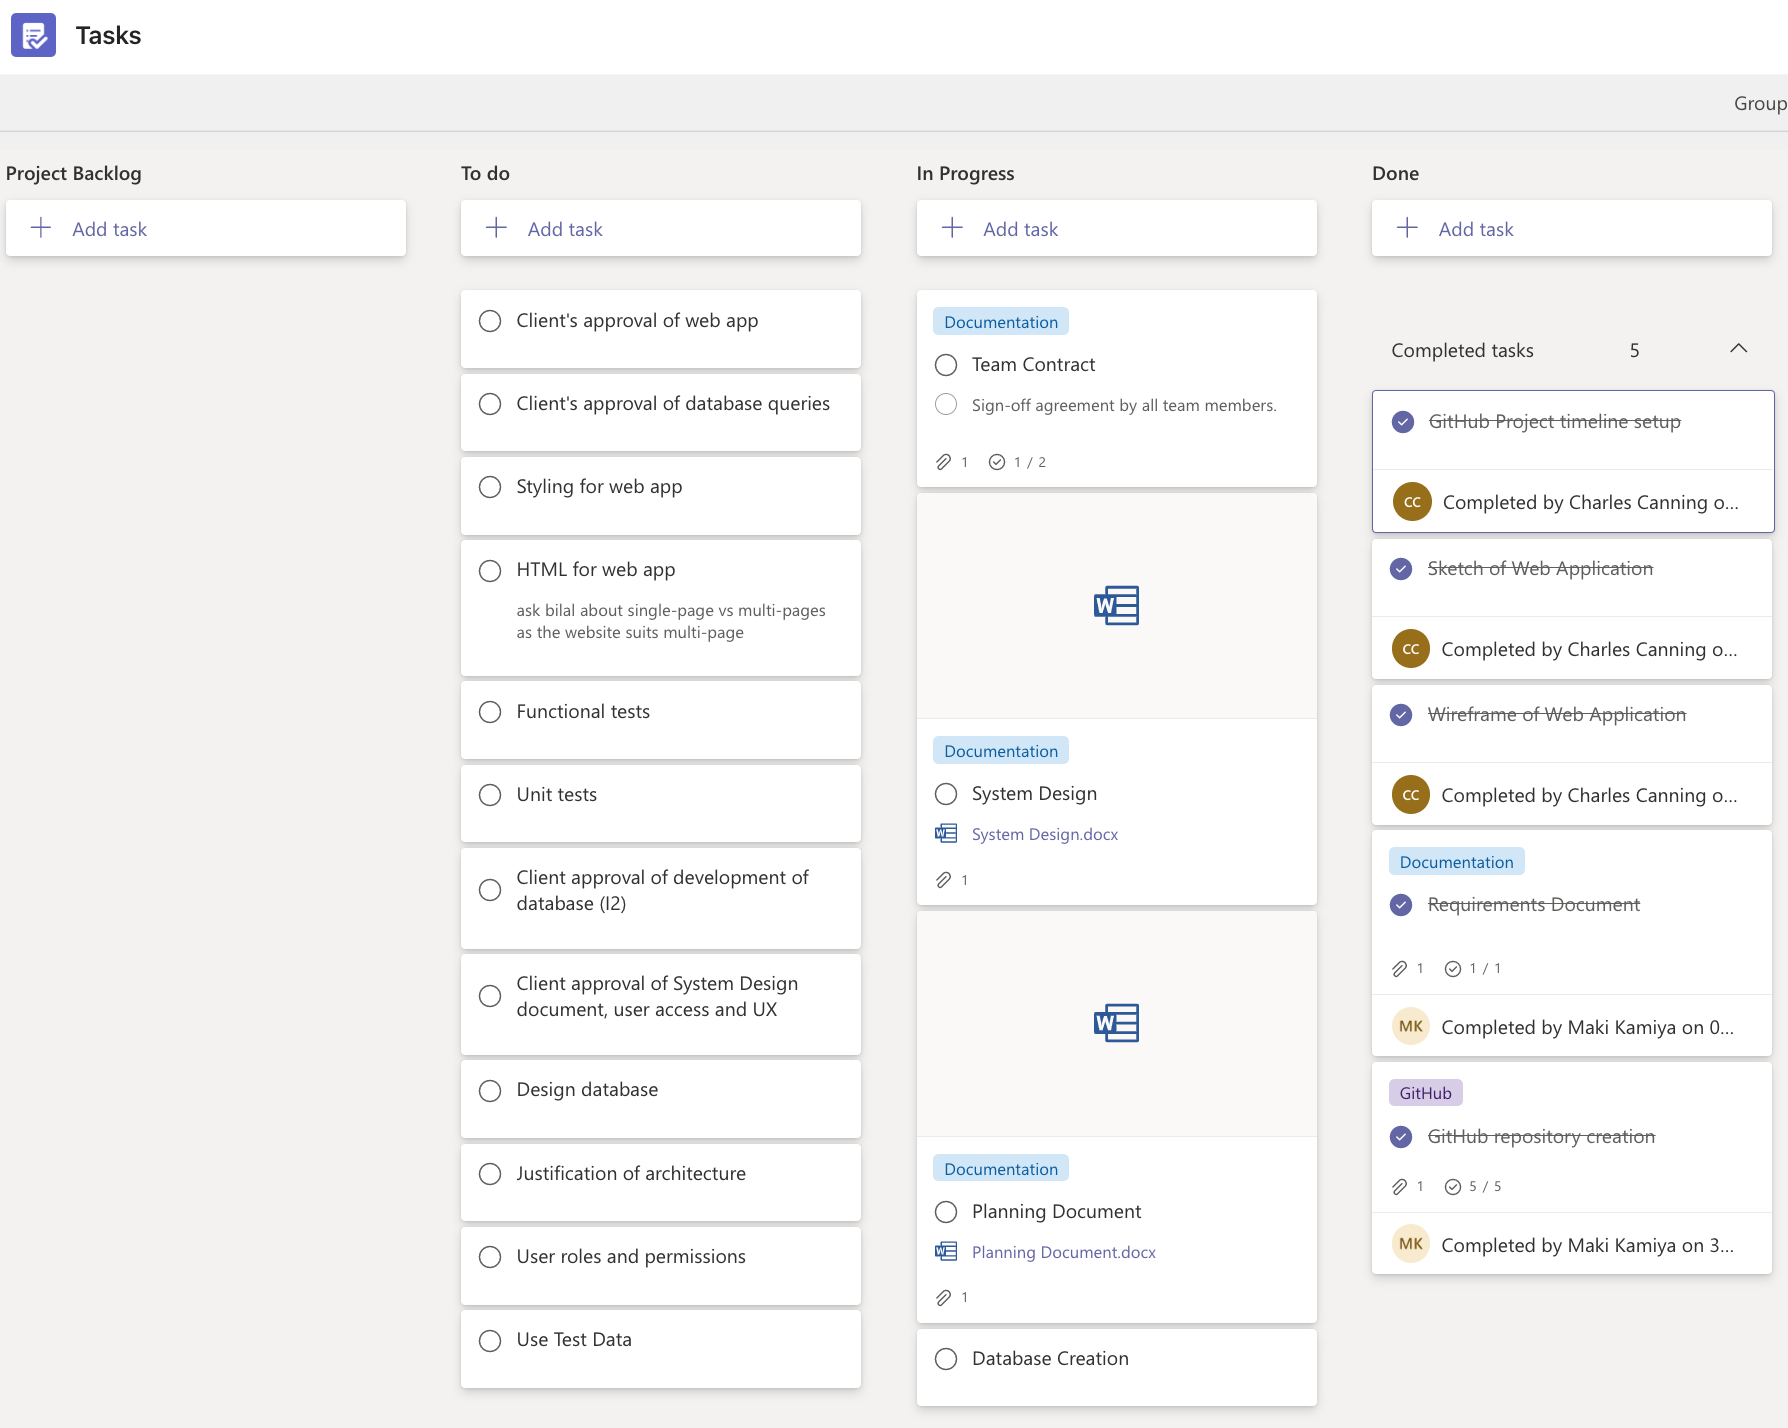 Tasks
Group
Project Backlog
Add task
To do
Add task
Client's approval of web app
Client's approval of database queries
Styling for web app
HTML for web app
ask bilal about single-page vs multi-pages
as the website suits multi-page
Functional tests
Unit tests
Client approval of development of
database (I2)
Client approval of System Design
document, user access and UX
Design database
Justification of architecture
User roles and permissions
Use Test Data
In Progress
Add task
Documentation
Team Contract
Sign-off agreement by all team members.
1 1 / 2
W
Documentation
System Design
W System Design.docx
1
W
Documentation
Planning Document
W Planning Document.docx
1
Database Creation
Done
Add task
Completed tasks 5
GitHub Project timeline setup
CC Completed by Charles Canning o...
Sketch of Web Application
CC Completed by Charles Canning o...
Wireframe of Web Application
CC Completed by Charles Canning o...
Documentation
Requirements Document
1 1 / 1
MK Completed by Maki Kamiya on 0...
GitHub
GitHub repository creation
1 5 / 5
MK Completed by Maki Kamiya on 3...